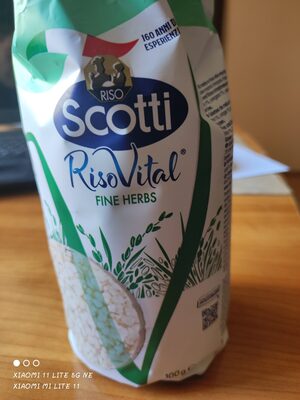 160 ANNI DI
ESPERIENZA
RISO
Scotti
RisoVital®
FINE HERBS
100g e
XIAOMI 11 LITE 5G NE
XIAOMI MI LITE 11